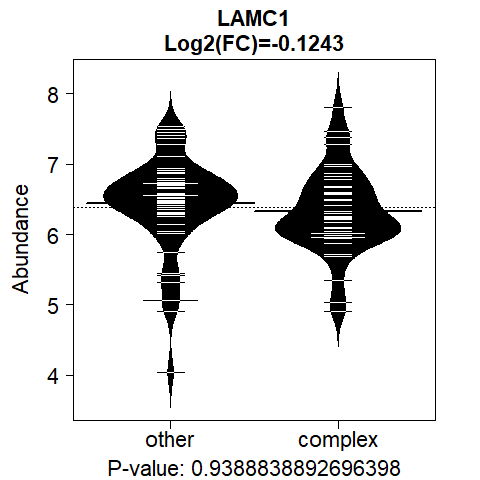 LAMC1
Log2(FC)=-0.1243
Abundance
8
7
6
5
4
other complex
P-value: 0.9388838892696398